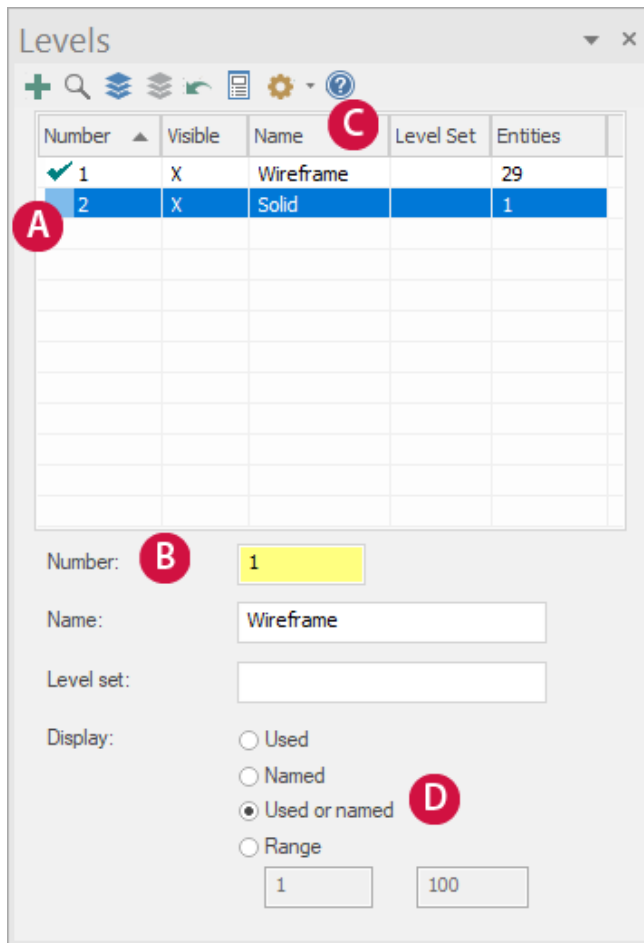 Levels
C
Number Visible Name Level Set Entities
1 X Wireframe 29
A 2 X Solid 1
Number: B 1
Name: Wireframe
Level set:
Display: Used
Named
Used or named D
Range
1 100